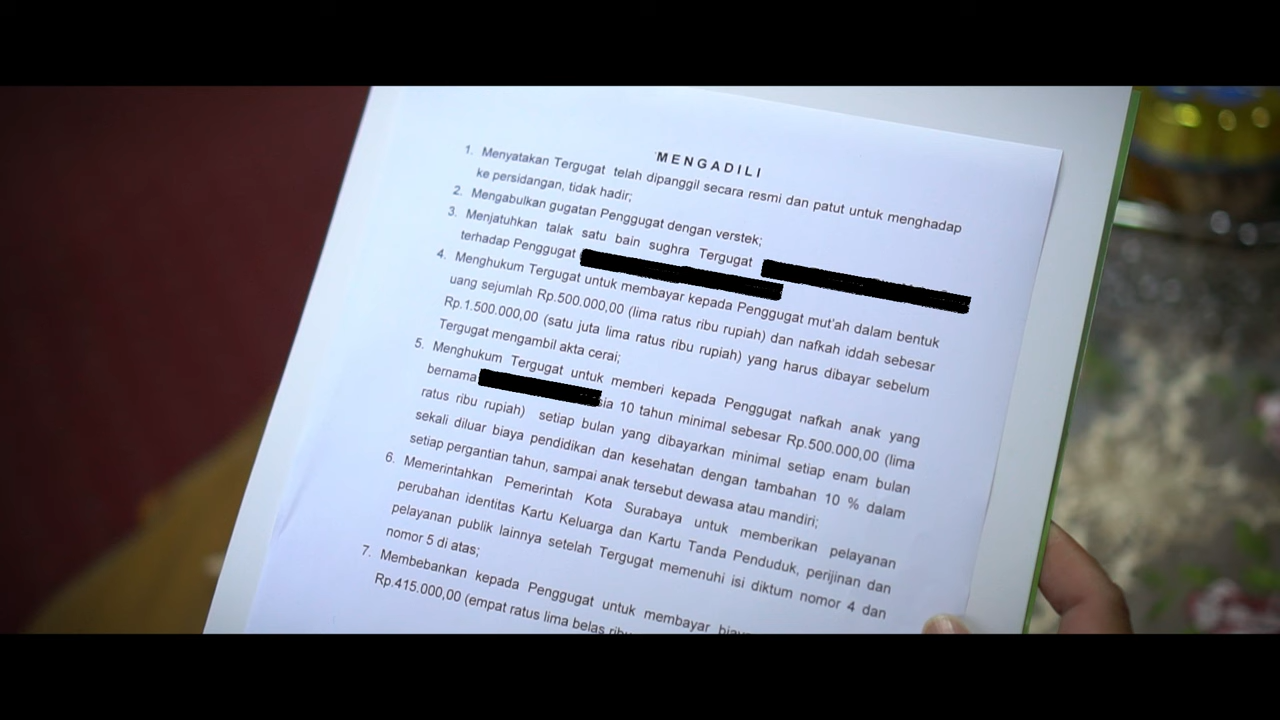 MENGADILI
1. Menyatakan Tergugat telah dipanggil secara resmi dan patut untuk menghadap
ke persidangan, tidak hadir;
2. Mengabulkan gugatan Penggugat dengan verstek;
3. Menjatuhkan talak satu bain sughra Tergugat
terhadap Penggugat
4. Menghukum Tergugat untuk membayar kepada Penggugat mut'ah dalam bentuk
uang sejumlah Rp.500.000,00 (lima ratus ribu rupiah) dan nafkah iddah sebesar
Rp.1.500.000,00 (satu juta lima ratus ribu rupiah) yang harus dibayar sebelum
Tergugat mengambil akta cerai;
5. Menghukum Tergugat untuk memberi kepada Penggugat nafkah anak yang
bernama 10 tahun minimal sebesar Rp.500.000,00 (lima
ratus ribu rupiah) setiap bulan yang dibayarkan minimal setiap enam bulan
sekali diluar biaya pendidikan dan kesehatan dengan tambahan 10 % dalam
setiap pergantian tahun, sampai anak tersebut dewasa atau mandiri;
6. Memerintahkan Pemerintah Kota Surabaya untuk memberikan pelayanan
perubahan identitas Kartu Keluarga dan Kartu Tanda Penduduk, perijinan dan
pelayanan publik lainnya setelah Tergugat memenuhi isi diktum nomor 4 dan
nomor 5 di atas;
7. Membebankan kepada Penggugat untuk membayar
Rp.415.000,00 (empat ratus lima belas